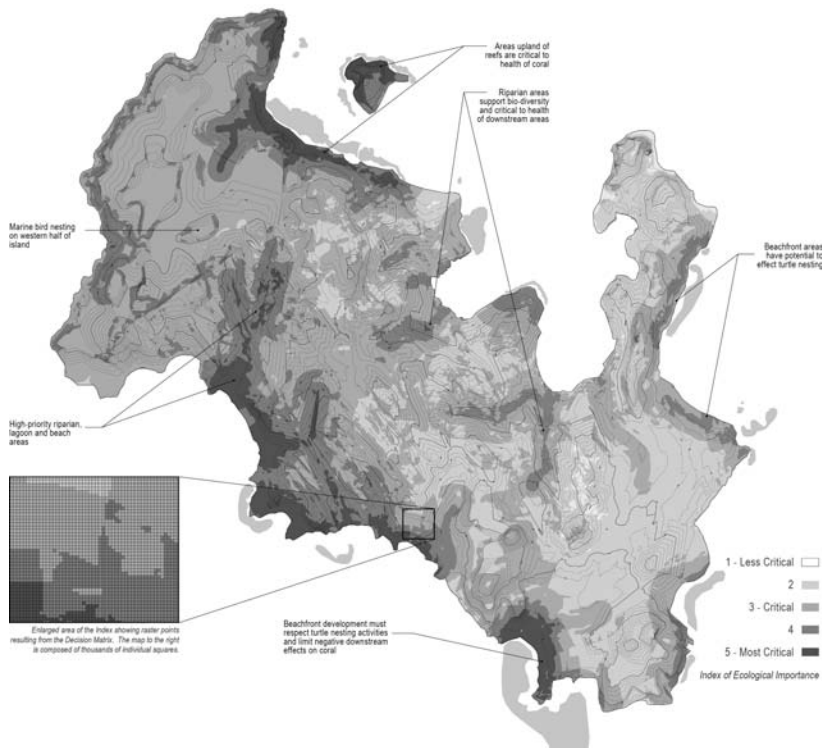 Areas upland of
reefs are critical to
health of coral
Riparian areas
support bio-diversity
and critical to health
of downstream areas
Marine bird nesting
on western half of
island
Beachfront areas
have potential to
effect turtle nesting
High-priority riparian,
lagoon and beach
areas
Enlarged area of the Index showing raster points
resulting from the Decision Matrix. The map to the right
is composed of thousands of individual squares.
Beachfront development must
respect turtle nesting activities
and limit negative downstream
effects on coral
1 - Less Critical
2
3 - Critical
4
5 - Most Critical
Index of Ecological Importance